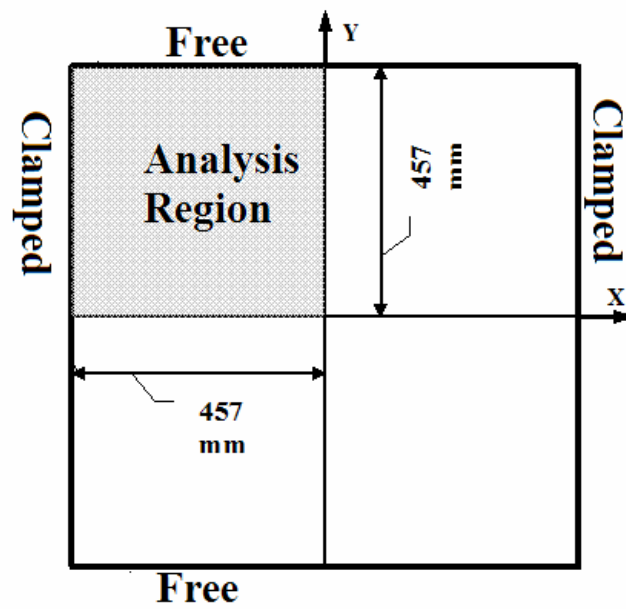 Free
Y
Clamped
Analysis
Region
457
mm
Clamped
X
457
mm
Free